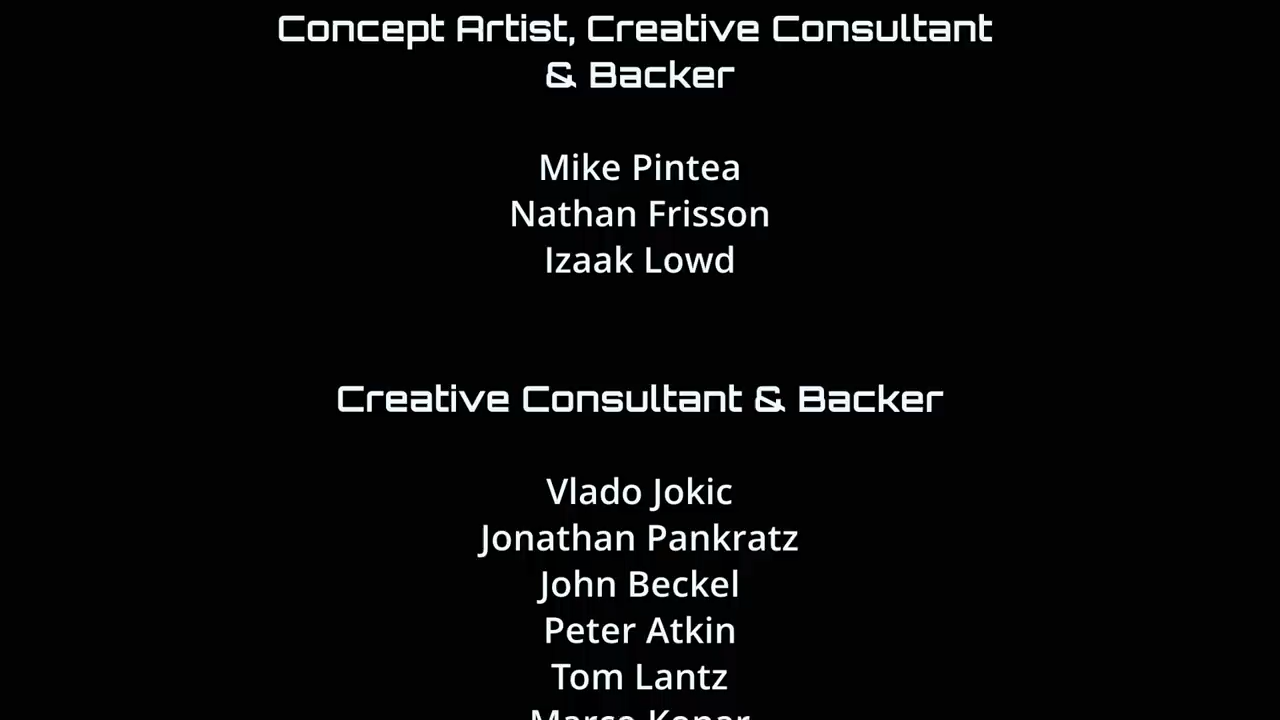 Concept Artist, Creative Consultant
& Backer
Mike Pintea
Nathan Frisson
Izaak Lowd
Creative Consultant & Backer
Vlado Jokic
Jonathan Pankratz
John Beckel
Peter Atkin
Tom Lantz